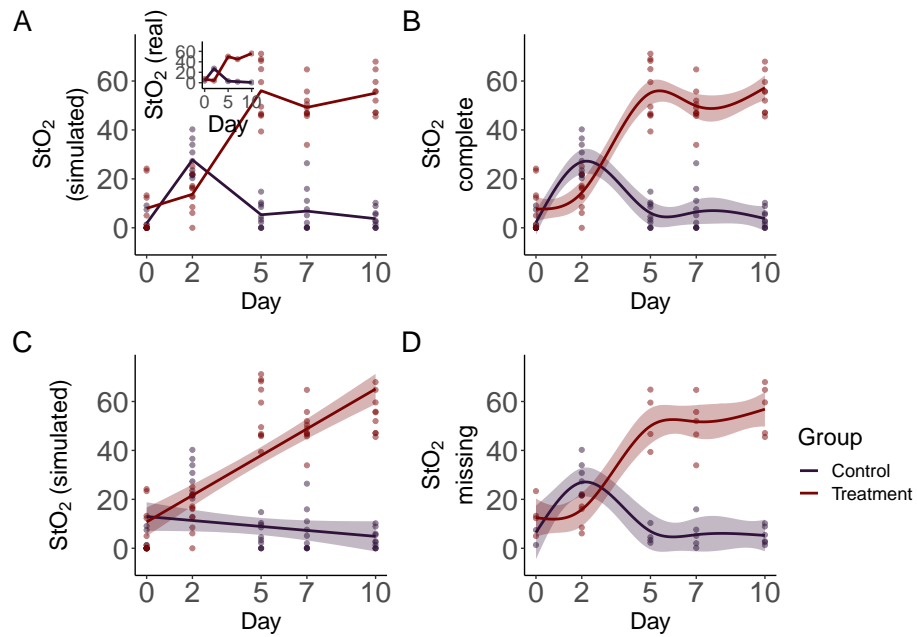 A
StO2
(simulated)
60
40
20
0
0 2 5 7 10
Day
StO2 (real)
60
40
20
0
0 5 10
Day
B
StO2
complete
60
40
20
0
0 2 5 7 10
Day
C
StO2 (simulated)
60
40
20
0
0 2 5 7 10
Day
D
StO2
missing
60
40
20
0
0 2 5 7 10
Day
Group
Control
Treatment